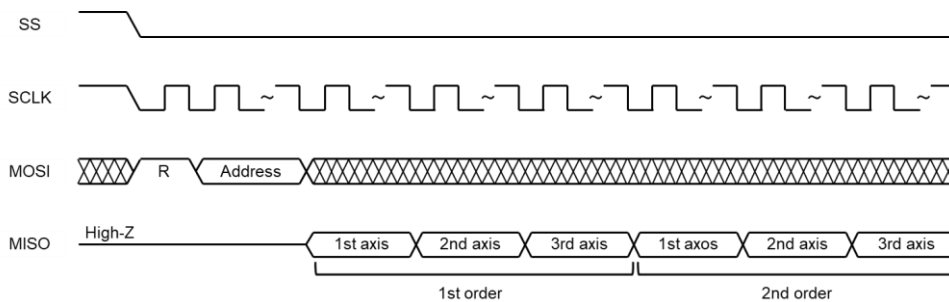 SS
SCLK
~ ~ ~ ~ ~ ~ ~
MOSI R Address
MISO High-Z 1st axis 2nd axis 3rd axis 1st axos 2nd axis 3rd axis
1st order 2nd order